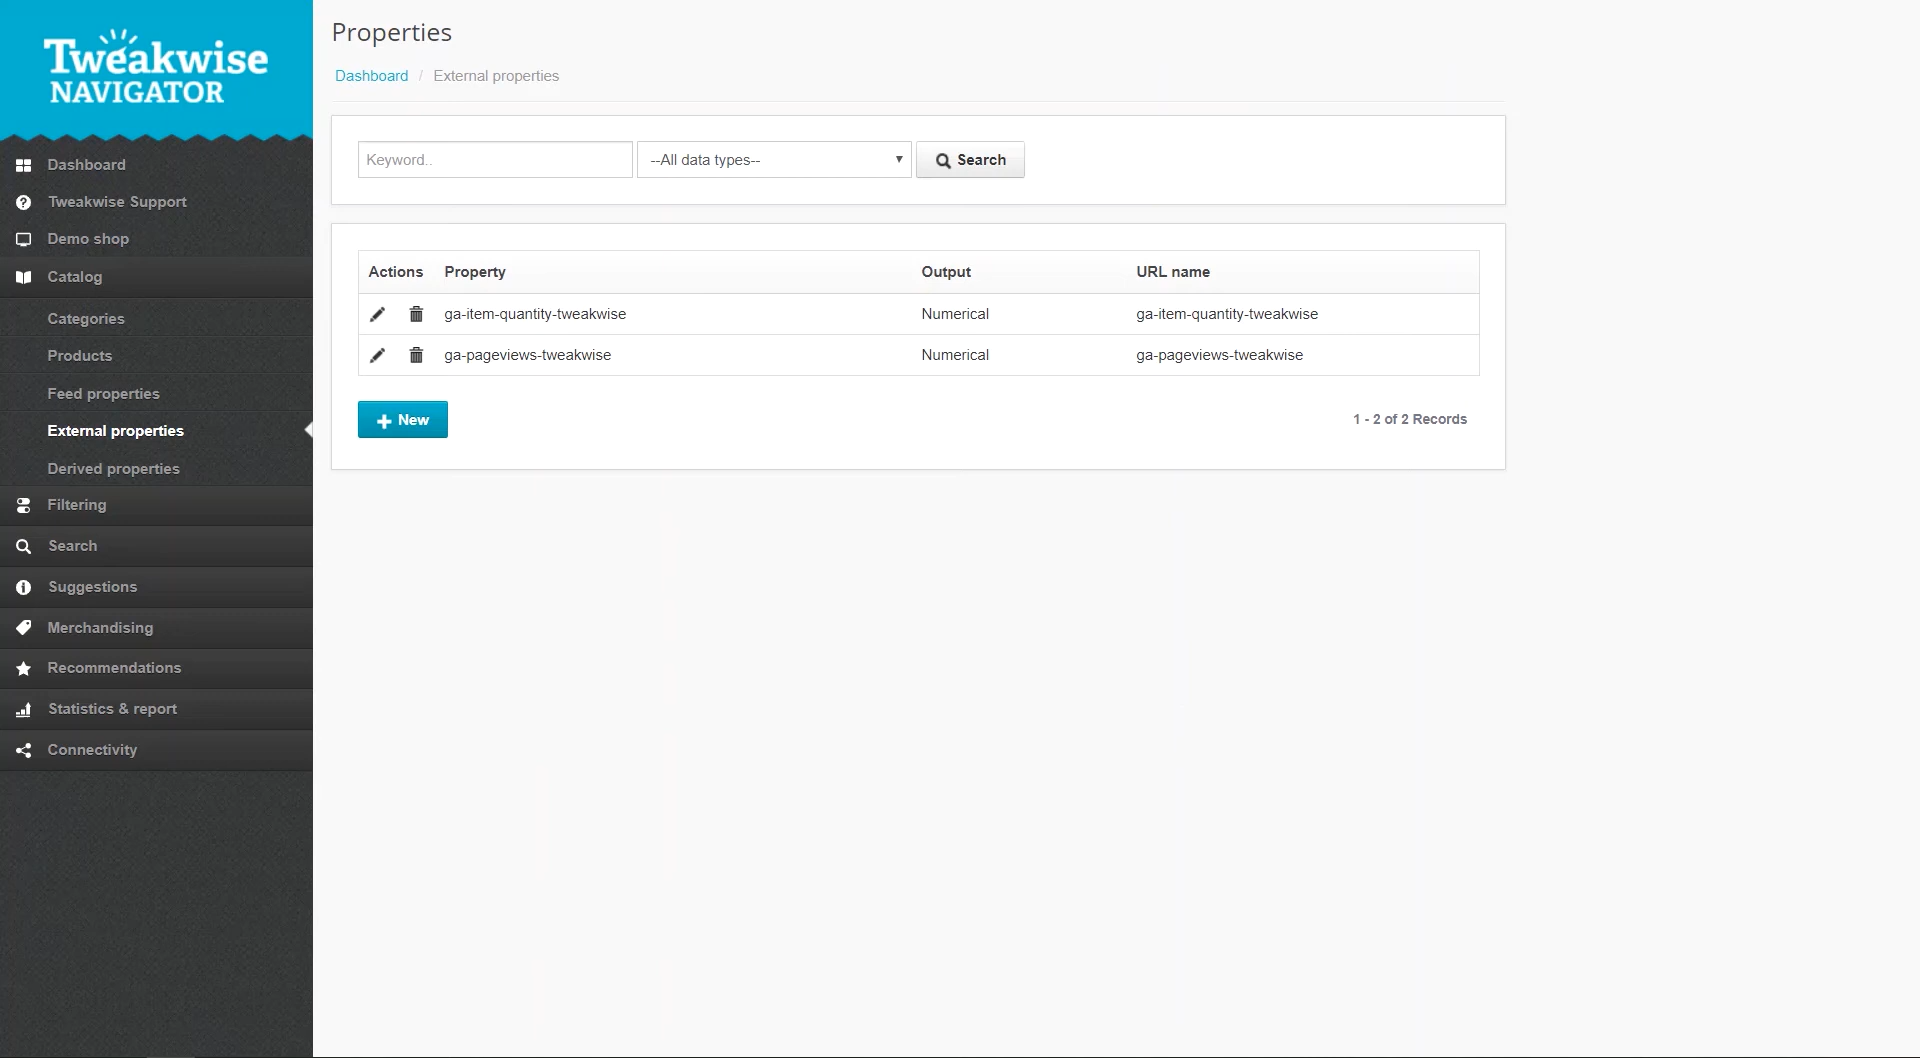 Tweakwise
NAVIGATOR
Dashboard
Tweakwise Support
Demo shop
Catalog
Categories
Products
Feed properties
External properties
Derived properties
Filtering
Search
Suggestions
Merchandising
Recommendations
Statistics & report
Connectivity
Properties
Dashboard / External properties
Keyword.. --All data types-- Search
Actions Property Output URL name
ga-item-quantity-tweakwise Numerical ga-item-quantity-tweakwise
ga-pageviews-tweakwise Numerical ga-pageviews-tweakwise
New 1 - 2 of 2 Records